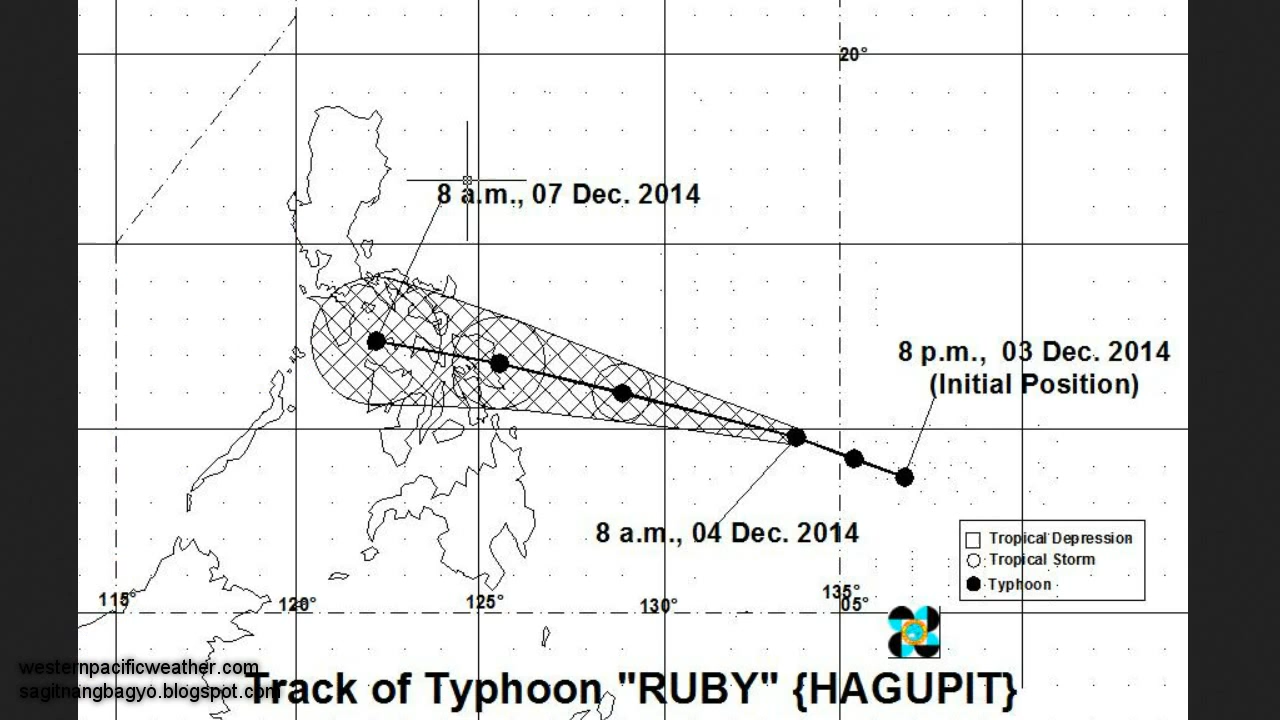 20°
8 a.m., 07 Dec. 2014
8 p.m., 03 Dec. 2014
(Initial Position)
8 a.m., 04 Dec. 2014
Tropical Depression
Tropical Storm
Typhoon
115°
120°
125°
130°
135°
05°
westernpacificweather.com
sagitnangbagyo.blogspot.com
Track of Typhoon "RUBY" {HAGUPIT}